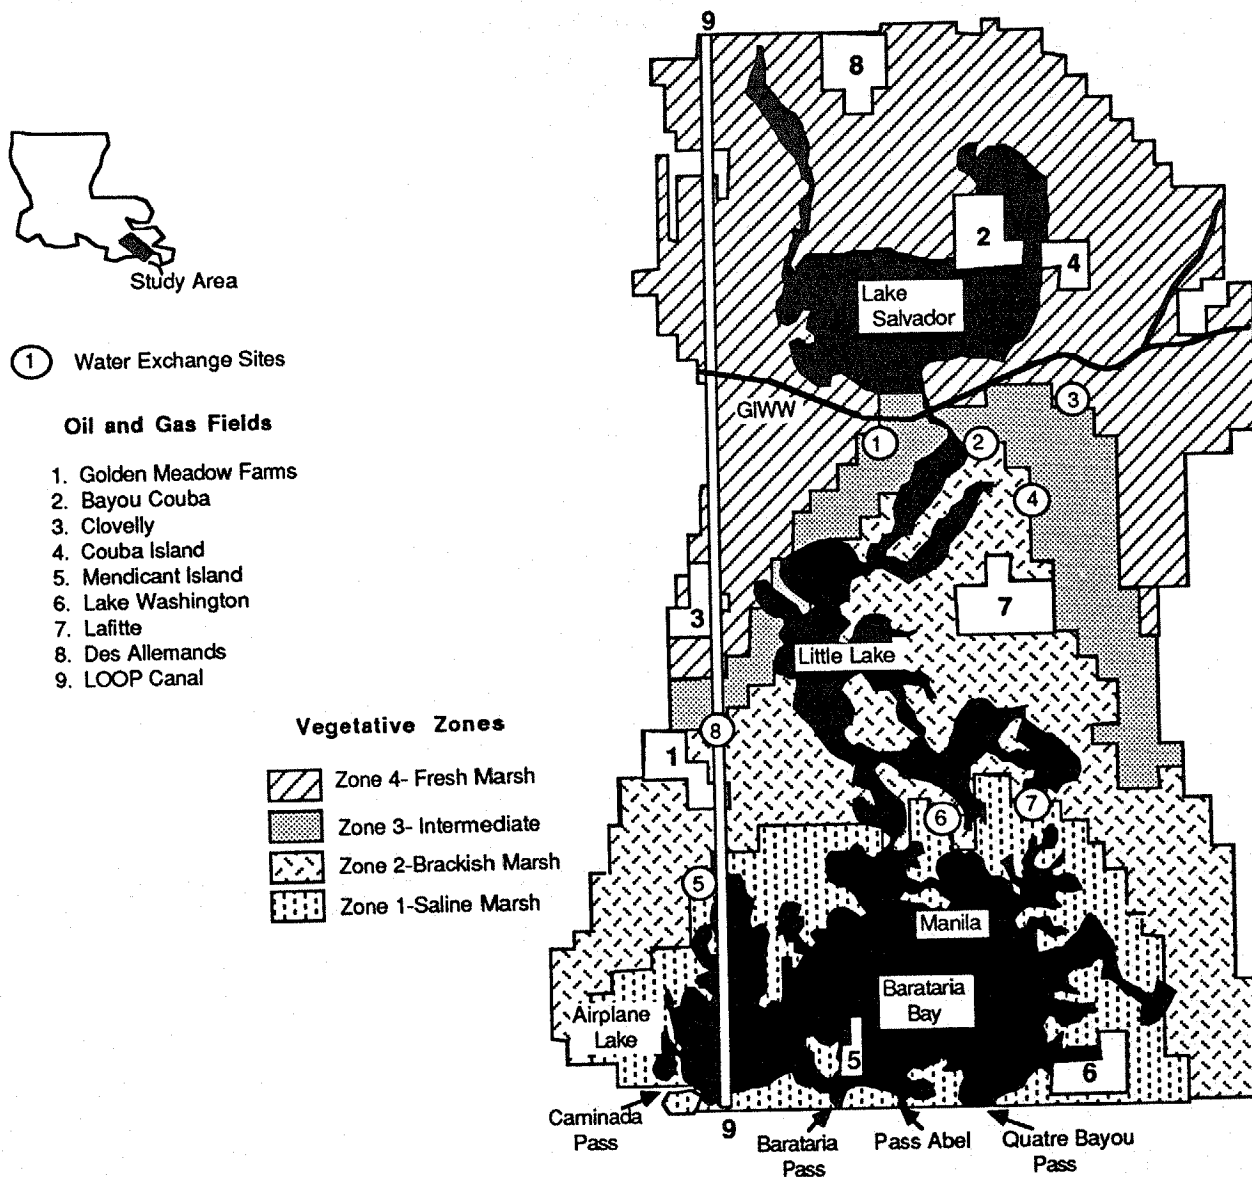 9
8
2
4
Study Area
Lake
Salvador
1 Water Exchange Sites
GIWW
3
1
2
4
Oil and Gas Fields
1. Golden Meadow Farms
2. Bayou Couba
3. Clovelly
4. Couba Island
5. Mendicant Island
6. Lake Washington
7. Lafitte
8. Des Allemands
9. LOOP Canal
7
3
Little Lake
Vegetative Zones
Zone 4- Fresh Marsh
Zone 3- Intermediate
Zone 2-Brackish Marsh
Zone 1-Saline Marsh
8
1
6
7
5
Manila
Barataria
Bay
Airplane
Lake
5
6
Caminada
Pass
9
Barataria
Pass
Pass Abel
Quatre Bayou
Pass